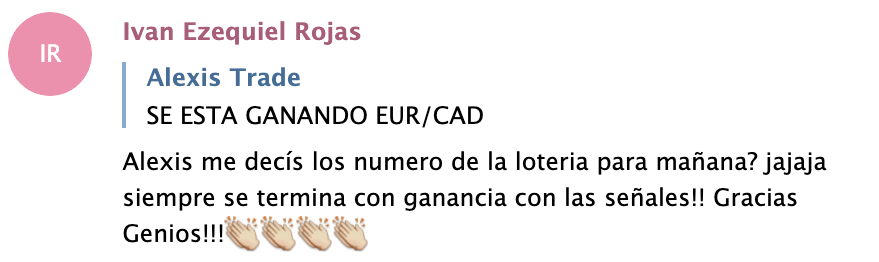 IR
Ivan Ezequiel Rojas
Alexis Trade
SE ESTA GANANDO EUR/CAD
Alexis me decís los numero de la loteria para mañana? jajaja
siempre se termina con ganancia con las señales!! Gracias
Genios!!!👏🏻👏🏻👏🏻👏🏻